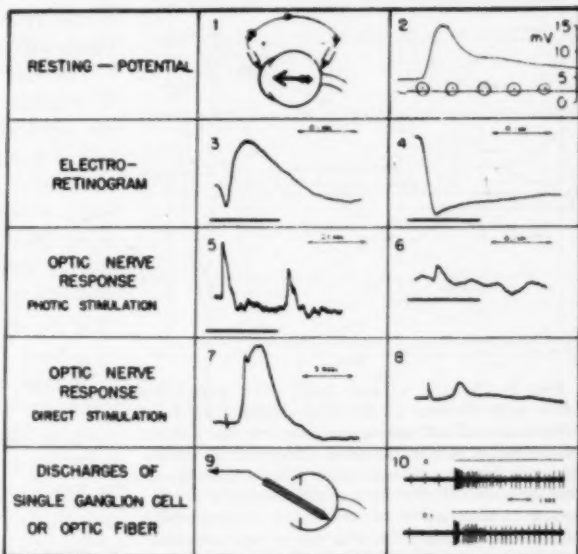 RESTING — POTENTIAL
1
2
15
mV
10
5
0
ELECTRO-
RETINOGRAM
3
4
OPTIC NERVE
RESPONSE
PHOTIC STIMULATION
5
6
OPTIC NERVE
RESPONSE
DIRECT STIMULATION
7
8
DISCHARGES OF
SINGLE GANGLION CELL
OR OPTIC FIBER
9
10